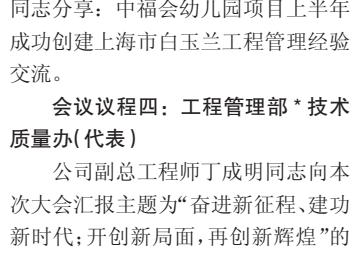 同志分享：中福会幼儿园项目上半年
成功创建上海市白玉兰工程管理经验
交流。
会议议程四：工程管理部*技术
质量办(代表)
公司副总工程师丁成明同志向本
次大会汇报主题为“奋进新征程、建功
新时代；开创新局面，再创新辉煌”的